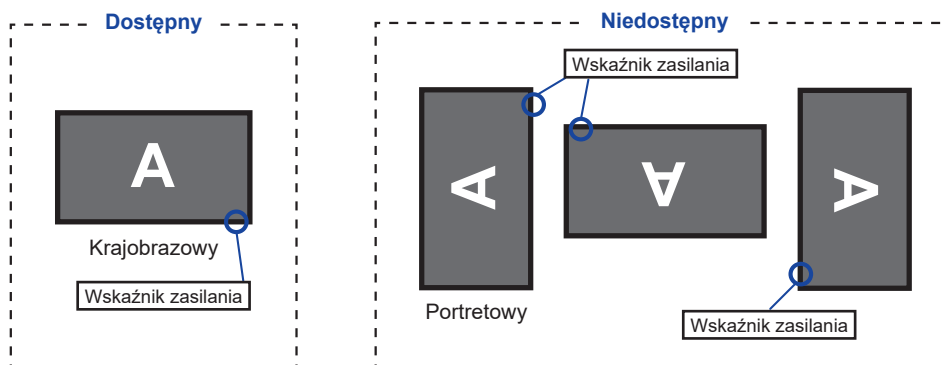 Dostępny
A
Krajobrazowy
Wskaźnik zasilania
Niedostępny
Wskaźnik zasilania
A
A
A
Portretowy
Wskaźnik zasilania